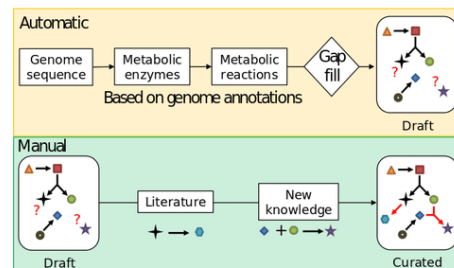 Automatic
Genome
sequence
Metabolic
enzymes
Metabolic
reactions
Gap
fill
Based on genome annotations
?
?
Draft
Manual
?
?
Draft
Literature
New
knowledge
+
Curated